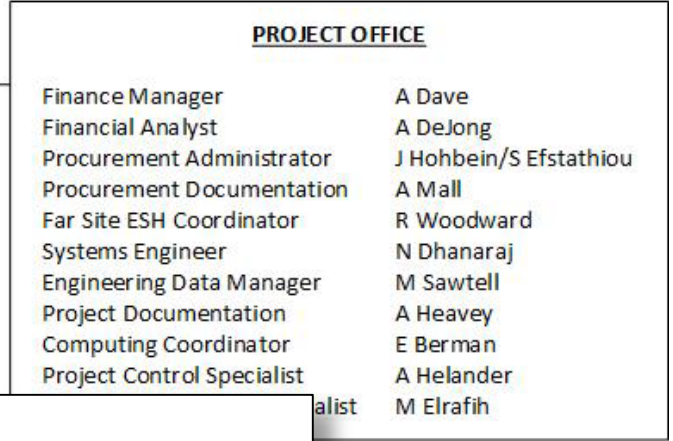 PROJECT OFFICE
Finance Manager A Dave
Financial Analyst A DeJong
Procurement Administrator J Hohbein/S Efstathiou
Procurement Documentation A Mall
Far Site ESH Coordinator R Woodward
Systems Engineer N Dhanaraj
Engineering Data Manager M Sawtell
Project Documentation A Heavey
Computing Coordinator E Berman
Project Control Specialist A Helander
M Elrafih